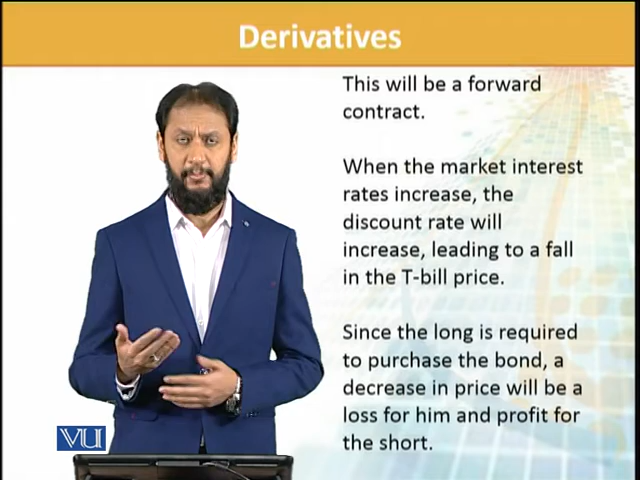 Derivatives
This will be a forward
contract.
When the market interest
rates increase, the
discount rate will
increase, leading to a fall
in the T-bill price.
Since the long is required
to purchase the bond, a
decrease in price will be a
loss for him and profit for
the short.
VU